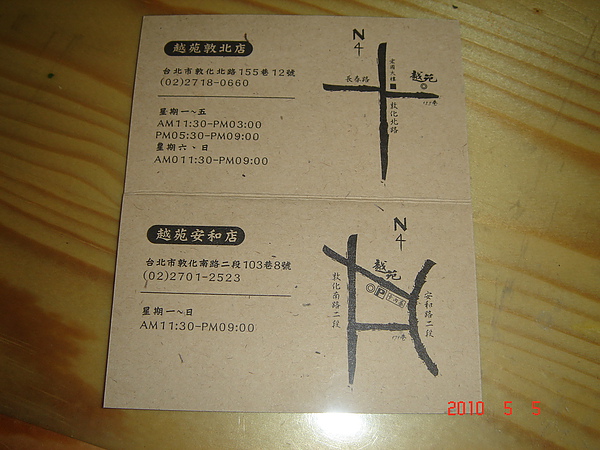 越苑敦北店
台北市敦化北路155巷12號
(02)2718-0660
星期一~五
AM11:30-PM03:00
PM05:30-PM09:00
星期六、日
AM011:30-PM09:00
N
長春路
越苑
敦化北路
越苑安和店
台北市敦化南路二段103巷8號
(02)2701-2523
星期一~日
AM11:30-PM09:00
N
越苑
P
敦化南路二段
安和路二段
2010 5 5